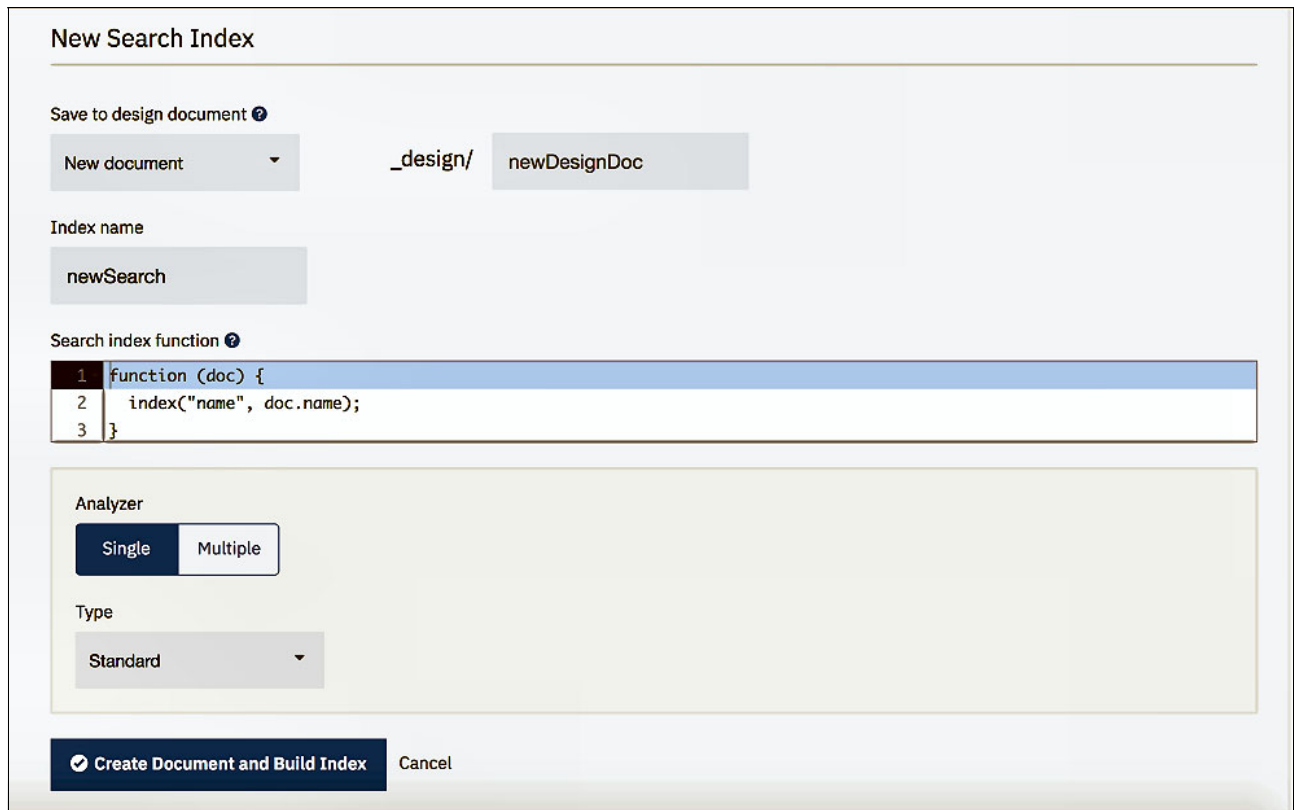 New Search Index
Save to design document ?
New document _design/ newDesignDoc
Index name
newSearch
Search index function ?
1 function (doc) {
2 index("name", doc.name);
3 }
Analyzer
Single Multiple
Type
Standard
Create Document and Build Index Cancel